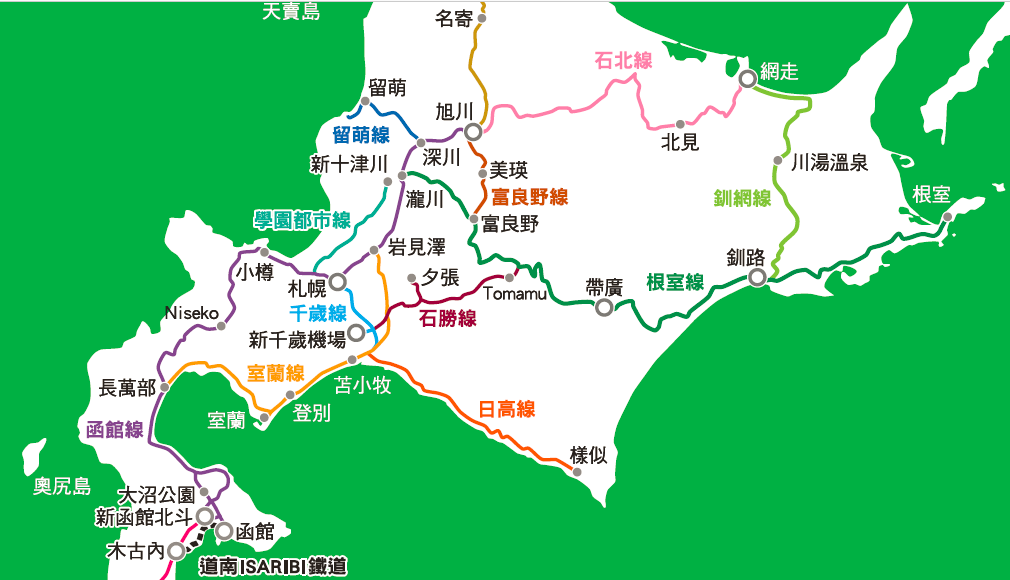 天賣島
名寄
石北線
網走
留萌
旭川
留萌線
北見
深川
新十津川
美瑛
川湯溫泉
瀧川
富良野線
釧網線
根室
學園都市線
富良野
岩見澤
小樽
夕張
釧路
札幌
Tomamu
帶廣
根室線
千歲線
石勝線
Niseko
新千歲機場
室蘭線
苫小牧
長萬部
登別
室蘭
日高線
函館線
樣似
奧尻島
大沼公園
新函館北斗
函館
木古內
道南ISARIBI鐵道